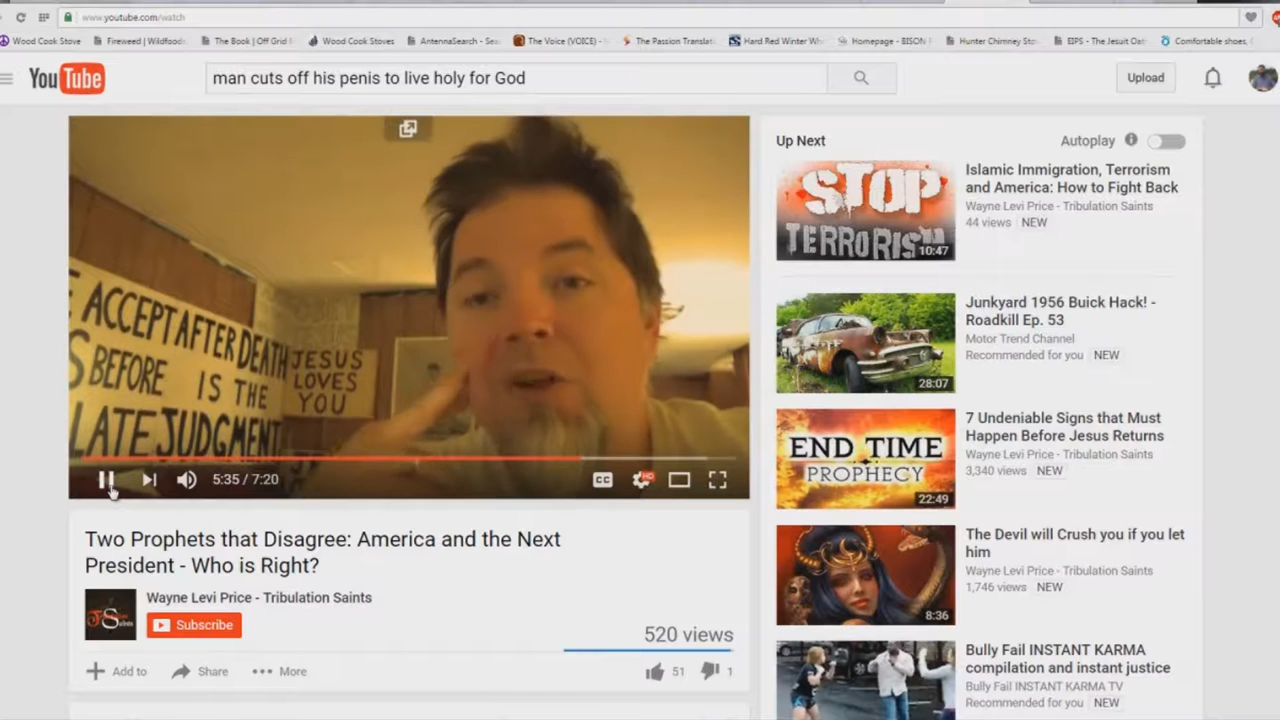 www.youtube.com/watch
Wood Cook Stove
Fireweed | Wildfoods
The Book | Off Grid
Wood Cook Stoves
AntennaSearch - Sea
The Voice (VOICE) -
The Passion Translat
Hard Red Winter Wh
Homepage - BISON
Hunter Chimney Sto
EIPS - The Jesuit Oat
Comfortable shoes,
YouTube
man cuts off his penis to live holy for God
Upload
ACCEPT AFTER DEATH
BEFORE IS THE
LATE JUDGMENT
JESUS
LOVES
YOU
5:35 / 7:20
CC
HD
Two Prophets that Disagree: America and the Next
President - Who is Right?
Wayne Levi Price - Tribulation Saints
Subscribe
520 views
Add to
Share
More
51
1
Up Next
Autoplay
STOP
TERRORISM
10:47
Islamic Immigration, Terrorism
and America: How to Fight Back
Wayne Levi Price - Tribulation Saints
44 views
NEW
28:07
Junkyard 1956 Buick Hack! -
Roadkill Ep. 53
Motor Trend Channel
Recommended for you
NEW
END TIME
PROPHECY
22:49
7 Undeniable Signs that Must
Happen Before Jesus Returns
Wayne Levi Price - Tribulation Saints
3,340 views
NEW
8:36
The Devil will Crush you if you let
him
Wayne Levi Price - Tribulation Saints
1,746 views
NEW
Bully Fail INSTANT KARMA
compilation and instant justice
Bully Fail INSTANT KARMA TV
Recommended for you
NEW